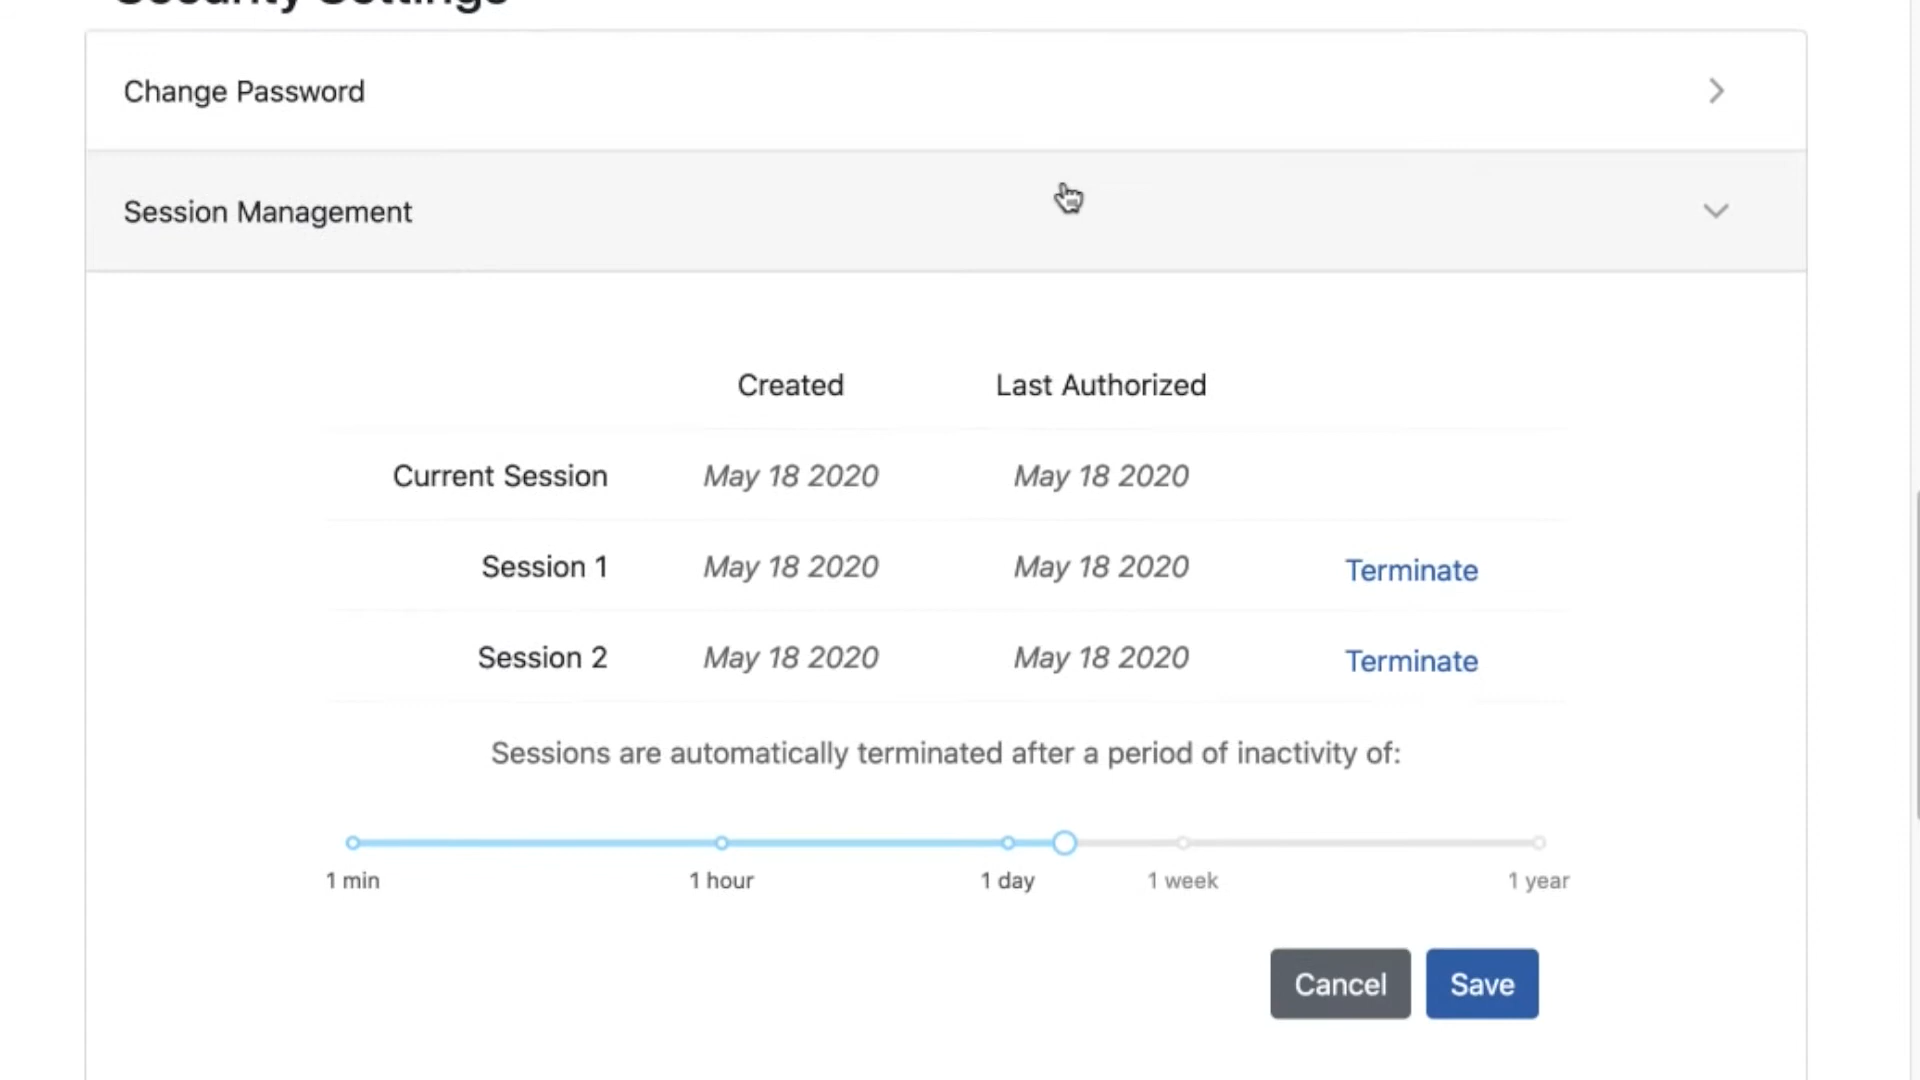 Security Settings
Change Password
Session Management
Created Last Authorized
Current Session May 18 2020 May 18 2020
Session 1 May 18 2020 May 18 2020 Terminate
Session 2 May 18 2020 May 18 2020 Terminate
Sessions are automatically terminated after a period of inactivity of:
1 min 1 hour 1 day 1 week 1 year
Cancel Save